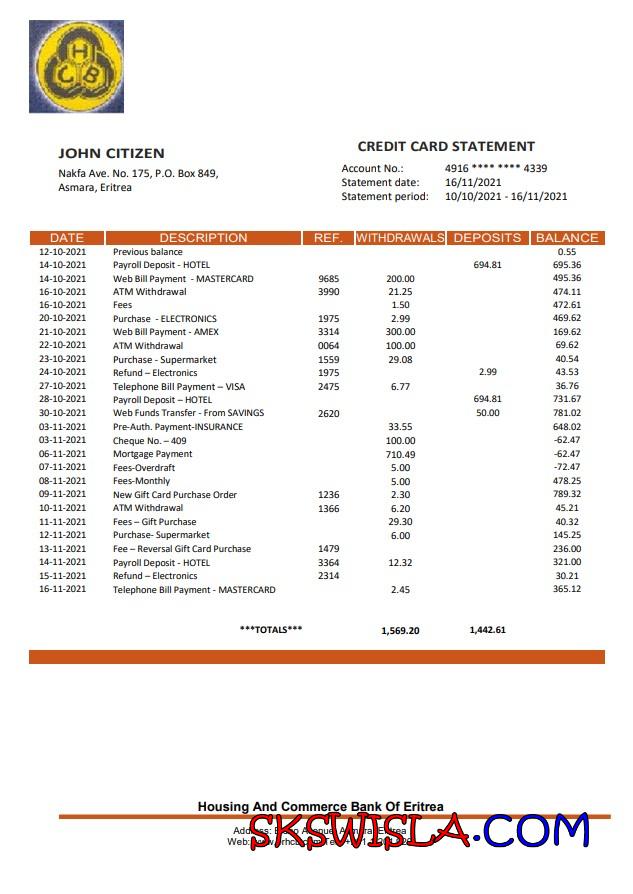 H
C B
JOHN CITIZEN
Nakfa Ave. No. 175, P.O. Box 849,
Asmara, Eritrea
CREDIT CARD STATEMENT
Account No.: 4916 **** **** 4339
Statement date: 16/11/2021
Statement period: 10/10/2021 - 16/11/2021
DATE DESCRIPTION REF. WITHDRAWALS DEPOSITS BALANCE
12-10-2021 Previous balance 0.55
14-10-2021 Payroll Deposit - HOTEL 694.81 695.36
14-10-2021 Web Bill Payment - MASTERCARD 9685 200.00 495.36
16-10-2021 ATM Withdrawal 3990 21.25 474.11
16-10-2021 Fees 1.50 472.61
20-10-2021 Purchase - ELECTRONICS 1975 2.99 469.62
21-10-2021 Web Bill Payment - AMEX 3314 300.00 169.62
22-10-2021 ATM Withdrawal 0064 100.00 69.62
23-10-2021 Purchase - Supermarket 1559 29.08 40.54
24-10-2021 Refund – Electronics 1975 2.99 43.53
27-10-2021 Telephone Bill Payment – VISA 2475 6.77 36.76
28-10-2021 Payroll Deposit – HOTEL 694.81 731.67
30-10-2021 Web Funds Transfer - From SAVINGS 2620 50.00 781.02
03-11-2021 Pre-Auth. Payment-INSURANCE 33.55 648.02
03-11-2021 Cheque No. – 409 100.00 -62.47
06-11-2021 Mortgage Payment 710.49 -62.47
07-11-2021 Fees-Overdraft 5.00 -72.47
08-11-2021 Fees-Monthly 5.00 478.25
09-11-2021 New Gift Card Purchase Order 1236 2.30 789.32
10-11-2021 ATM Withdrawal 1366 6.20 45.21
11-11-2021 Fees – Gift Purchase 29.30 40.32
12-11-2021 Purchase- Supermarket 6.00 145.25
13-11-2021 Fee – Reversal Gift Card Purchase 1479 236.00
14-11-2021 Payroll Deposit - HOTEL 3364 12.32 321.00
15-11-2021 Refund – Electronics 2314 30.21
16-11-2021 Telephone Bill Payment - MASTERCARD 2.45 365.12
***TOTALS*** 1,569.20 1,442.61
Housing And Commerce Bank Of Eritrea
SKSWISLA.COM